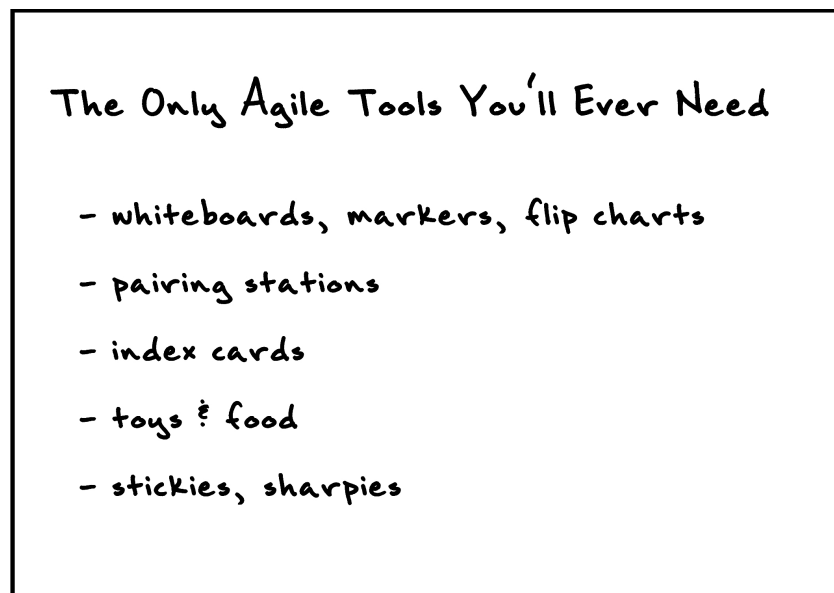 The Only Agile Tools You'll Ever Need
- whiteboards, markers, flip charts
- pairing stations
- index cards
- toys & food
- stickies, sharpies